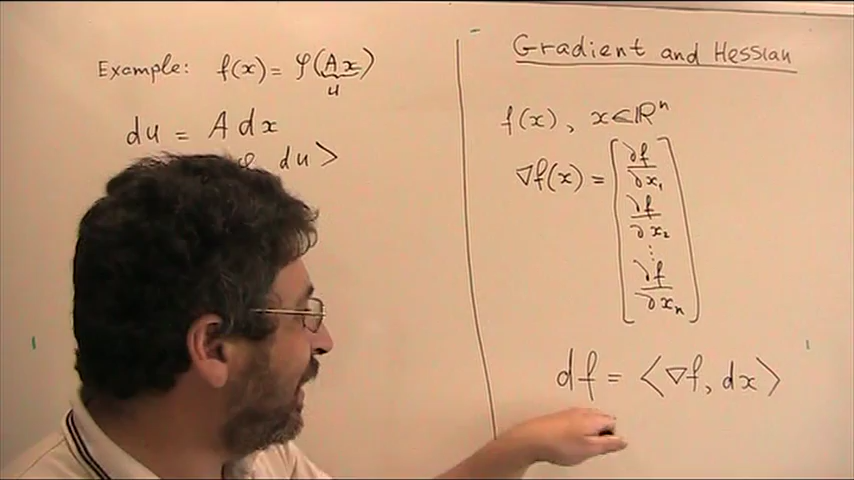 Example: f(x) = φ(Ax)
u
du = A dx
φ, du >
Gradient and Hessian
f(x), x∈ℝⁿ
∇f(x) = [∂f/∂x₁
∂f/∂x₂
⋮
∂f/∂xₙ]
df = <∇f, dx>